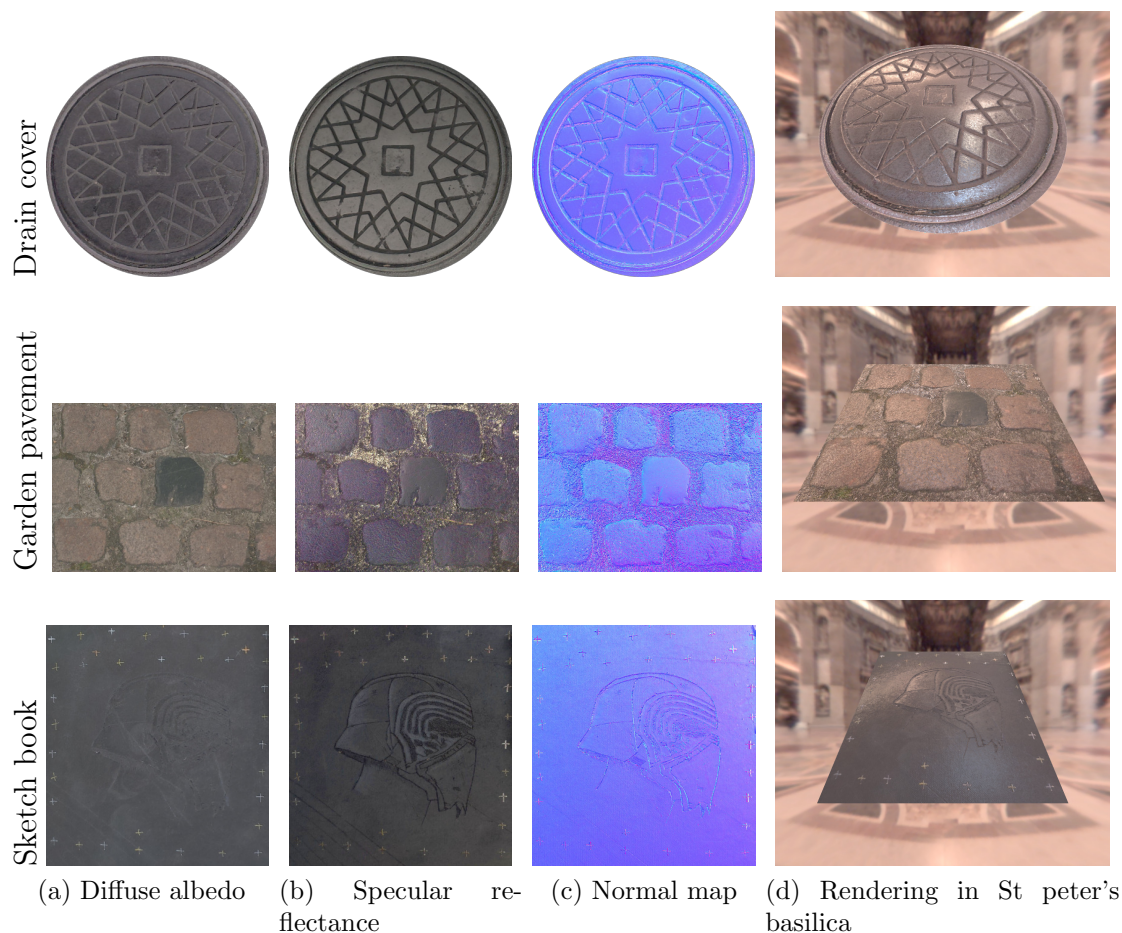 Drain cover
Garden pavement
Sketch book
(a) Diffuse albedo
(b) Specular re-
flectance
(c) Normal map
(d) Rendering in St peter's
basilica